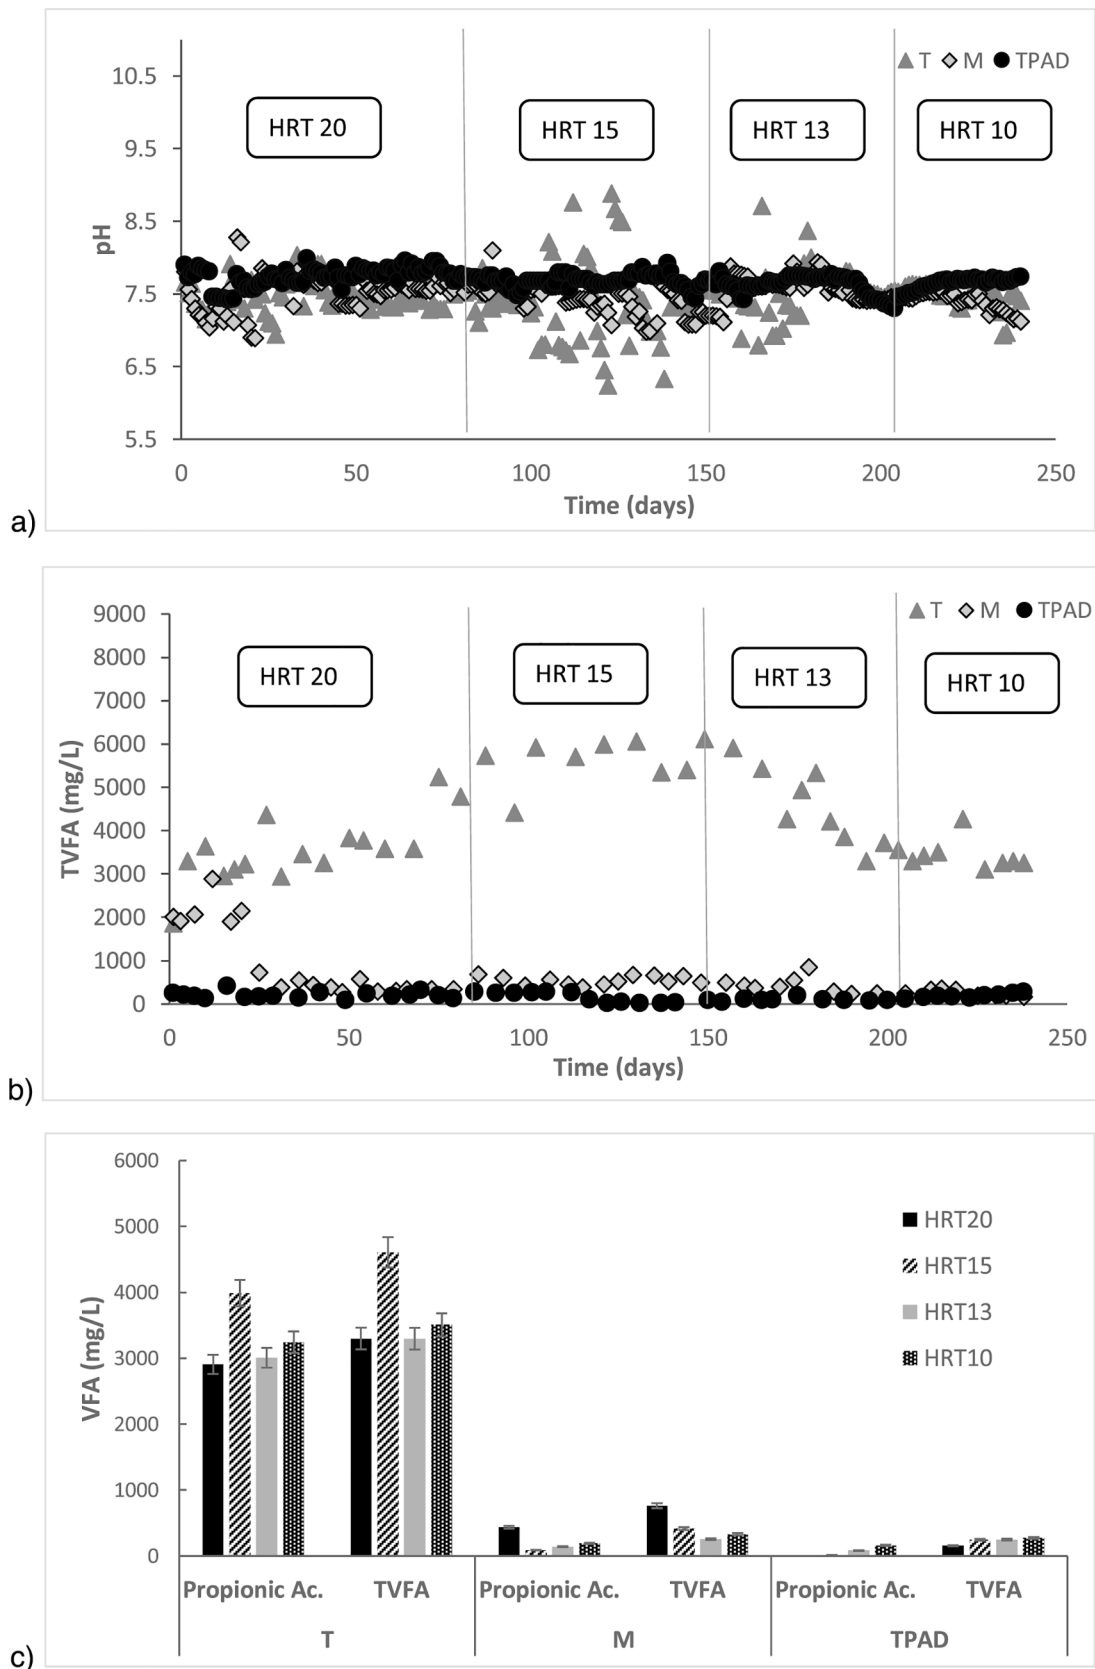 10.5
9.5
8.5
7.5
6.5
5.5
pH
T M TPAD
HRT 20
HRT 15
HRT 13
HRT 10
0 50 100 150 200 250
Time (days)
a)
9000
8000
7000
6000
5000
4000
3000
2000
1000
0
TVFA (mg/L)
T M TPAD
HRT 20
HRT 15
HRT 13
HRT 10
0 50 100 150 200 250
Time (days)
b)
6000
5000
4000
3000
2000
1000
0
VFA (mg/L)
HRT20
HRT15
HRT13
HRT10
Propionic Ac. TVFA Propionic Ac. TVFA Propionic Ac. TVFA
T M TPAD
c)